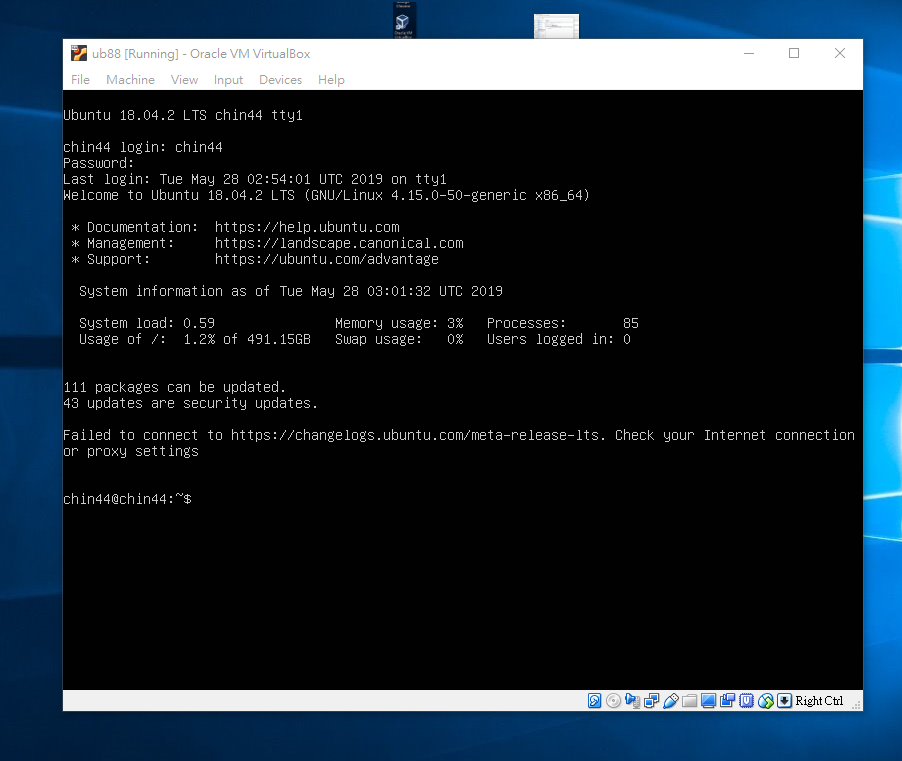 Oracle VM
ub88 [Running] - Oracle VM VirtualBox
File Machine View Input Devices Help
Ubuntu 18.04.2 LTS chin44 tty1
chin44 login: chin44
Password:
Last login: Tue May 28 02:54:01 UTC 2019 on tty1
Welcome to Ubuntu 18.04.2 LTS (GNU/Linux 4.15.0-50-generic x86_64)
* Documentation: https://help.ubuntu.com
* Management: https://landscape.canonical.com
* Support: https://ubuntu.com/advantage
System information as of Tue May 28 03:01:32 UTC 2019
System load: 0.59 Memory usage: 3% Processes: 85
Usage of /: 1.2% of 491.15GB Swap usage: 0% Users logged in: 0
111 packages can be updated.
43 updates are security updates.
Failed to connect to https://changelogs.ubuntu.com/meta-release-lts. Check your Internet connection
or proxy settings
chin44@chin44:~$
Right Ctrl